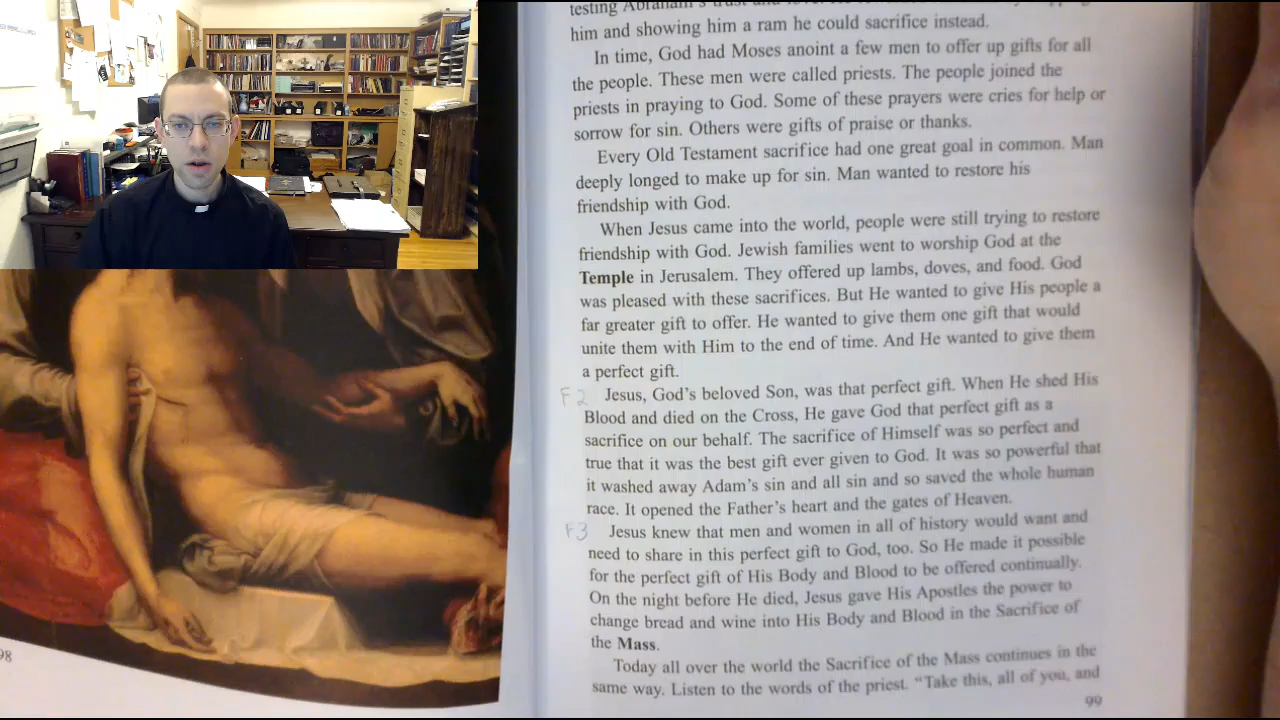 testing Abraham's trust and
him and showing him a ram he could sacrifice instead.
In time, God had Moses anoint a few men to offer up gifts for all
the people. These men were called priests. The people joined the
priests in praying to God. Some of these prayers were cries for help or
sorrow for sin. Others were gifts of praise or thanks.
Every Old Testament sacrifice had one great goal in common. Man
deeply longed to make up for sin. Man wanted to restore his
friendship with God.
When Jesus came into the world, people were still trying to restore
friendship with God. Jewish families went to worship God at the
Temple in Jerusalem. They offered up lambs, doves, and food. God
was pleased with these sacrifices. But He wanted to give His people a
far greater gift to offer. He wanted to give them one gift that would
unite them with Him to the end of time. And He wanted to give them
a perfect gift.
F2 Jesus, God's beloved Son, was that perfect gift. When He shed His
Blood and died on the Cross, He gave God that perfect gift as a
sacrifice on our behalf. The sacrifice of Himself was so perfect and
true that it was the best gift ever given to God. It was so powerful that
it washed away Adam's sin and all sin and so saved the whole human
race. It opened the Father's heart and the gates of Heaven.
F3 Jesus knew that men and women in all of history would want and
need to share in this perfect gift to God, too. So He made it possible
for the perfect gift of His Body and Blood to be offered continually.
On the night before He died, Jesus gave His Apostles the power to
change bread and wine into His Body and Blood in the Sacrifice of
the Mass.
Today all over the world the Sacrifice of the Mass continues in the
same way. Listen to the words of the priest. "Take this, all of you, and
99
98